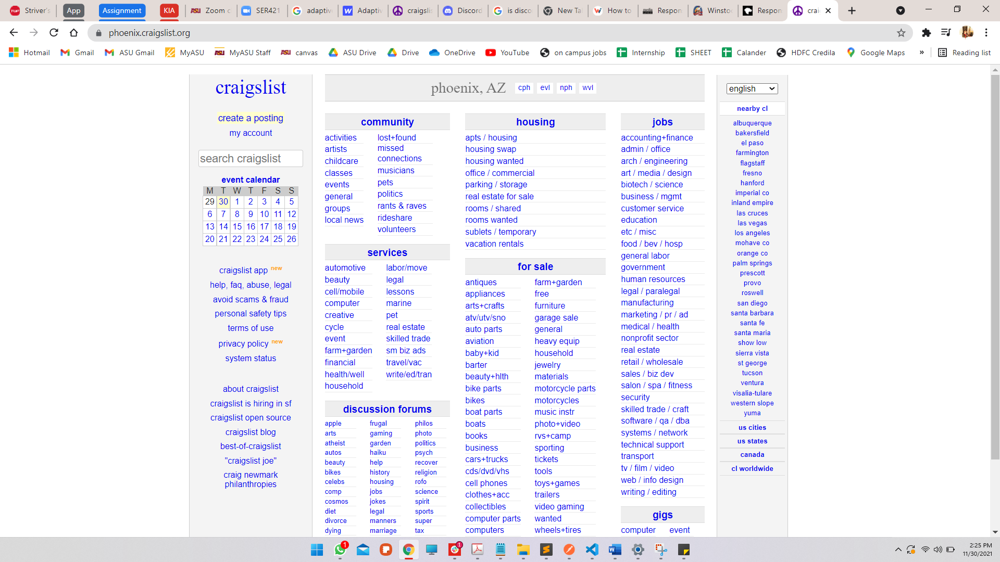 Striver's
App
Assignment
KIA
Zoom c
SER421
adaptive
Adaptiv
craigslis
Discord
is disco
New Ta
How to
Respon
Winsto
Respon
crai
phoenix.craigslist.org
Hotmail Gmail ASU Gmail MyASU MyASU Staff canvas ASU Drive Drive OneDrive YouTube on campus jobs Internship SHEET Calander HDFC Credila Google Maps » Reading list
craigslist
create a posting
my account
search craigslist
event calendar
M T W T F S S
29 30 1 2 3 4 5
6 7 8 9 10 11 12
13 14 15 16 17 18 19
20 21 22 23 24 25 26
craigslist app new
help, faq, abuse, legal
avoid scams & fraud
personal safety tips
terms of use
privacy policy new
system status
about craigslist
craigslist is hiring in sf
craigslist open source
craigslist blog
best-of-craigslist
"craigslist joe"
craig newmark
philanthropies
phoenix, AZ cph evl nph wvl
community
activities
artists
childcare
classes
events
general
groups
local news
lost+found
missed
connections
musicians
pets
politics
rants & raves
rideshare
volunteers
services
automotive
beauty
cell/mobile
computer
creative
cycle
event
farm+garden
financial
health/well
household
labor/move
legal
lessons
marine
pet
real estate
skilled trade
sm biz ads
travel/vac
write/ed/tran
discussion forums
apple
arts
atheist
autos
beauty
bikes
celebs
comp
cosmos
diet
divorce
dying
frugal
gaming
garden
haiku
help
history
housing
jobs
jokes
legal
manners
marriage
philos
photo
politics
psych
recover
religion
rofo
science
spirit
sports
super
tax
housing
apts / housing
housing swap
housing wanted
office / commercial
parking / storage
real estate for sale
rooms / shared
rooms wanted
sublets / temporary
vacation rentals
for sale
antiques
appliances
arts+crafts
atv/utv/sno
auto parts
aviation
baby+kid
barter
beauty+hlth
bike parts
bikes
boat parts
boats
books
business
cars+trucks
cds/dvd/vhs
cell phones
clothes+acc
collectibles
computer parts
computers
farm+garden
free
furniture
garage sale
general
heavy equip
household
jewelry
materials
motorcycle parts
motorcycles
music instr
photo+video
rvs+camp
sporting
tickets
tools
toys+games
trailers
video gaming
wanted
wheels+tires
jobs
accounting+finance
admin / office
arch / engineering
art / media / design
biotech / science
business / mgmt
customer service
education
etc / misc
food / bev / hosp
general labor
government
human resources
legal / paralegal
manufacturing
marketing / pr / ad
medical / health
nonprofit sector
real estate
retail / wholesale
sales / biz dev
salon / spa / fitness
security
skilled trade / craft
software / qa / dba
systems / network
technical support
transport
tv / film / video
web / info design
writing / editing
gigs
computer event
english
nearby cl
albuquerque
bakersfield
el paso
farmington
flagstaff
fresno
hanford
imperial co
inland empire
las cruces
las vegas
los angeles
mohave co
orange co
palm springs
prescott
provo
roswell
san diego
santa barbara
santa fe
santa maria
show low
sierra vista
st george
tucson
ventura
visalia-tulare
western slope
yuma
us cities
us states
canada
cl worldwide
1
1
2:25 PM
11/30/2021